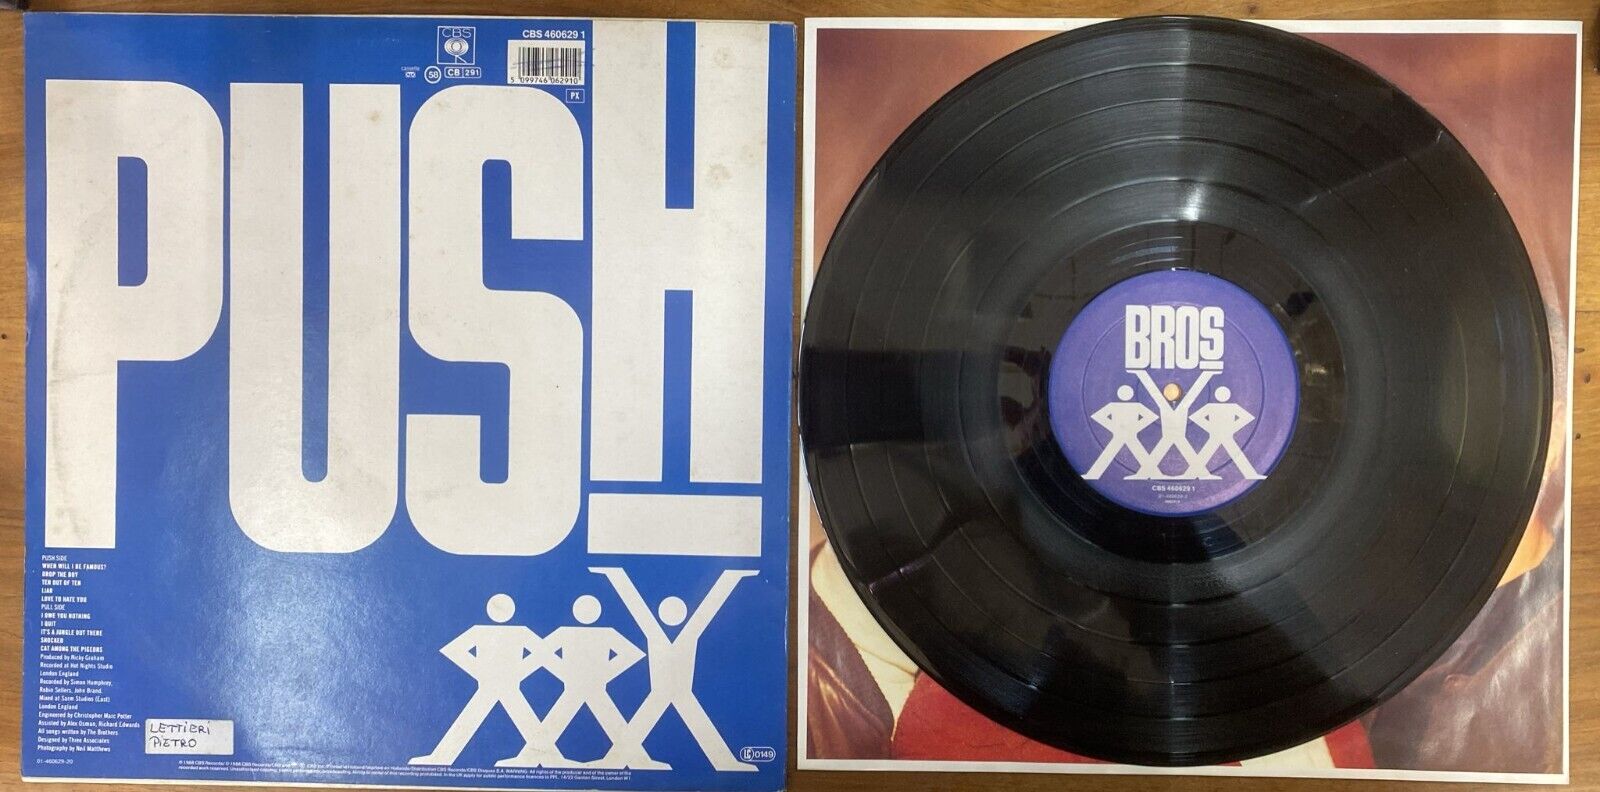 CBS
CBS 460629 1
cassette
58
CB 291
5 099746 062910
PX
PUSH
PUSH SIDE
WHEN WILL I BE FAMOUS?
DROP THE BOY
TEN OUT OF TEN
LIAR
LOVE TO HATE YOU
PULL SIDE
I OWE YOU NOTHING
I QUIT
IT'S A JUNGLE OUT THERE
SHOCKED
CAT AMONG THE PIGEONS
Produced by Nicky Graham
Recorded at Hot Nights Studio
London England
Recorded by Simon Humphrey,
Robin Sellers, John Brand.
Mixed at Sarm Studios (East)
London England
Engineered by Christopher Marc Potter
Assisted by Alex Osman, Richard Edwards
All songs written by The Brothers
Designed by Three Associates
Photography by Neil Matthews
01-460629-20
LETTIERI
PIETRO
LC 0149
BROS
CBS 460629 1